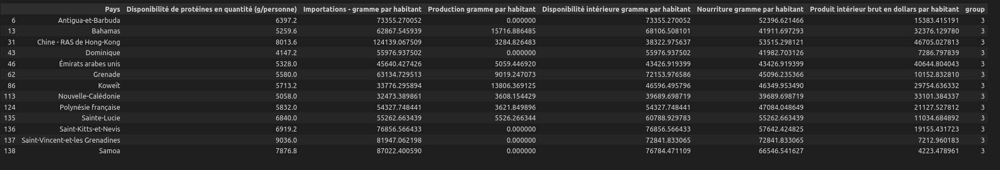 Pays Disponibilité de protéines en quantité (g/personne) Importations - gramme par habitant Production gramme par habitant Disponibilité intérieure gramme par habitant Nourriture gramme par habitant Produit intérieur brut en dollars par habitant group
6 Antigua-et-Barbuda 6397.2 73355.270052 0.000000 73355.270052 52396.621466 15383.415191 3
13 Bahamas 5259.6 62867.545939 15716.886485 68106.508101 41911.697293 32376.129780 3
31 Chine - RAS de Hong-Kong 8013.6 124139.067509 3284.826483 38322.975637 53515.298121 46705.027813 3
43 Dominique 4147.2 55976.937502 0.000000 55976.937502 41982.703126 7286.797839 3
46 Émirats arabes unis 5328.0 45640.427426 5059.446920 43426.919399 43426.919399 40644.804043 3
62 Grenade 5580.0 63134.729513 9019.247073 72153.976586 45096.235366 10152.832810 3
86 Koweït 5713.2 33776.295894 13806.369125 46596.495796 46349.953490 29754.636332 3
113 Nouvelle-Calédonie 5058.0 32473.389861 3608.154429 39689.698719 39689.698719 33101.384337 3
124 Polynésie française 5832.0 54327.748441 3621.849896 54327.748441 47084.048649 21127.527812 3
135 Sainte-Lucie 6840.0 55262.663439 5526.266344 60788.929783 55262.663439 11034.684892 3
136 Saint-Kitts-et-Nevis 6919.2 76856.566433 0.000000 76856.566433 57642.424825 19155.431723 3
137 Saint-Vincent-et-les Grenadines 9036.0 81947.062198 0.000000 72841.833065 72841.833065 7212.960183 3
138 Samoa 7876.8 87022.400590 0.000000 76784.471109 66546.541627 4223.478961 3